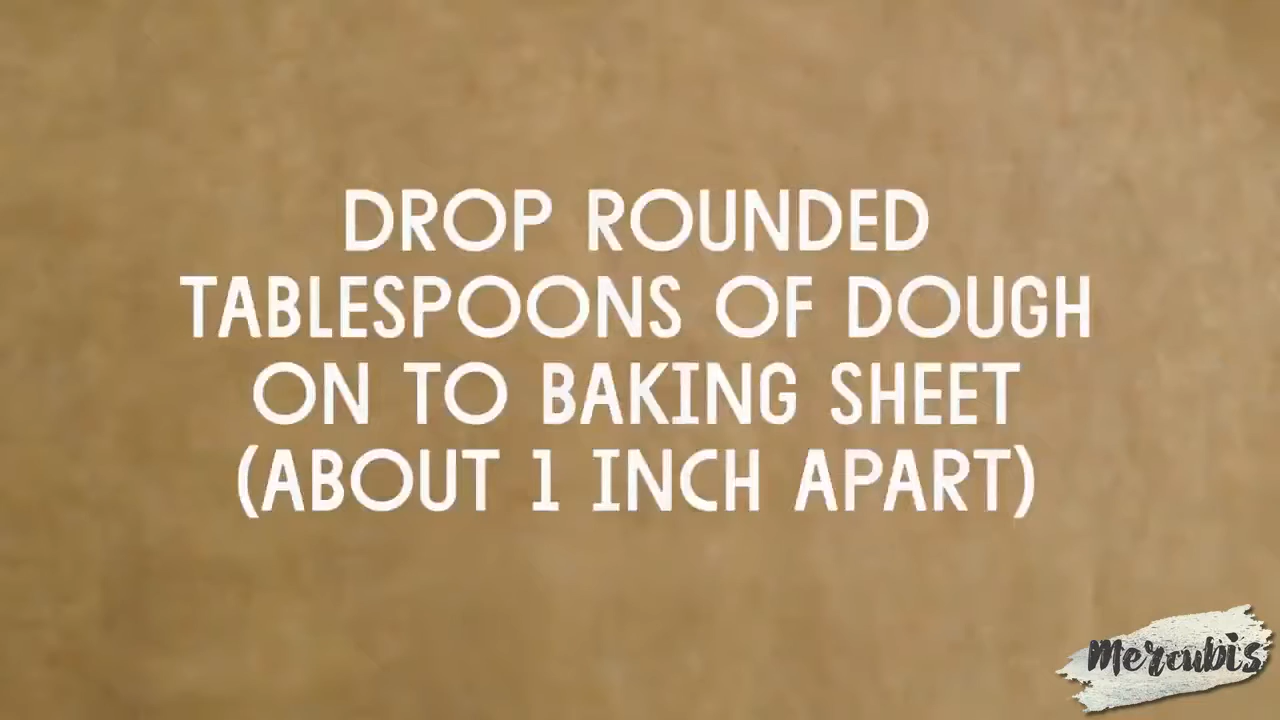 DROP ROUNDED
TABLESPOONS OF DOUGH
ON TO BAKING SHEET
(ABOUT 1 INCH APART)
Mercubis